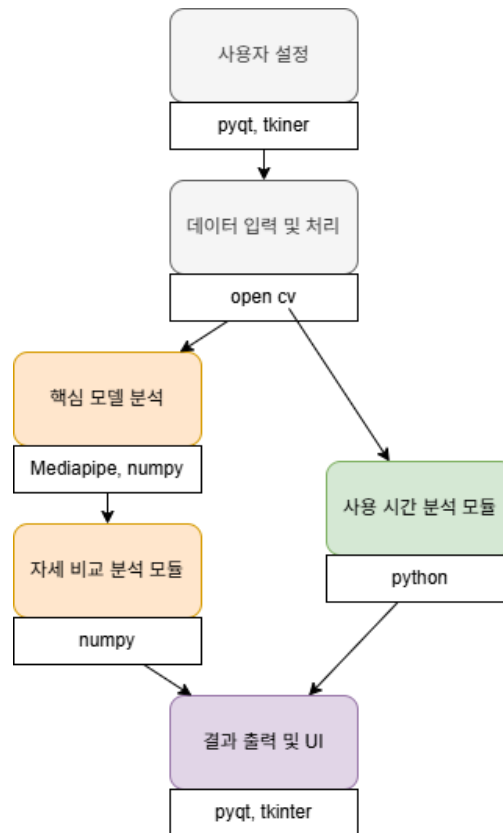 사용자 설정
pyqt, tkiner
데이터 입력 및 처리
open cv
핵심 모델 분석
Mediapipe, numpy
사용 시간 분석 모듈
python
자세 비교 분석 모듈
numpy
결과 출력 및 UI
pyqt, tkinter